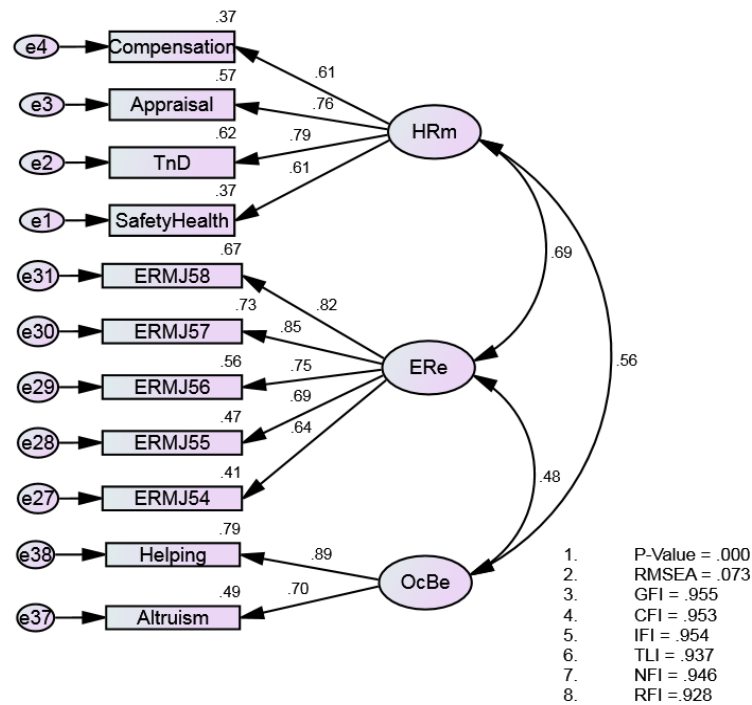 .37
e4 Compensation .61
.57
e3 Appraisal .76 HRm
.62
e2 TnD .79
.37
e1 SafetyHealth .61
.67
e31 ERMJ58 .82 .69
.73
e30 ERMJ57 .85
.56
e29 ERMJ56 .75 ERe .56
.47
e28 ERMJ55 .69
.41
e27 ERMJ54 .64 .48
.79
e38 Helping .89 OcBe
.49
e37 Altruism .70
1. P-Value = .000
2. RMSEA = .073
3. GFI = .955
4. CFI = .953
5. IFI = .954
6. TLI = .937
7. NFI = .946
8. RFI =.928